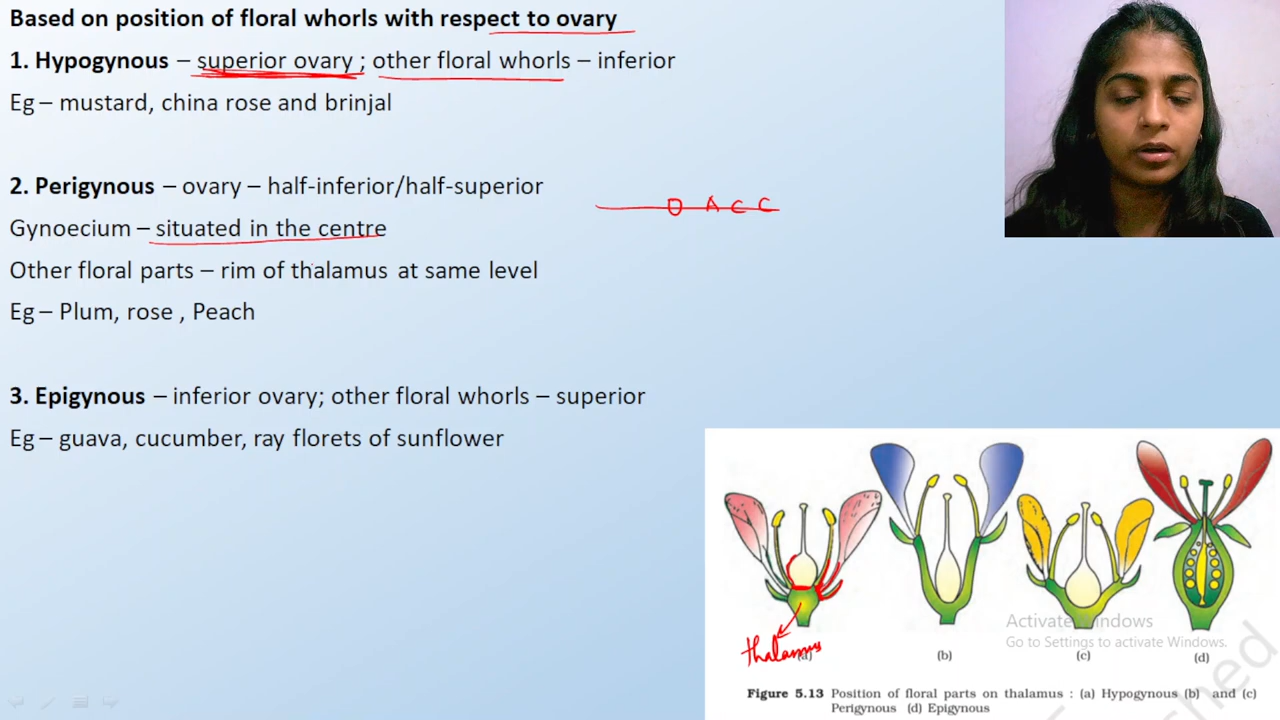 Based on position of floral whorls with respect to ovary
1. Hypogynous – superior ovary ; other floral whorls – inferior
Eg – mustard, china rose and brinjal
2. Perigynous – ovary – half-inferior/half-superior
O A C C
Gynoecium – situated in the centre
Other floral parts – rim of thalamus at same level
Eg – Plum, rose , Peach
3. Epigynous – inferior ovary; other floral whorls – superior
Eg – guava, cucumber, ray florets of sunflower
thalamus
Activate Windows
Go to Settings to activate Windows.
(a) (b) (c) (d)
Figure 5.13 Position of floral parts on thalamus : (a) Hypogynous (b) and (c)
Perigynous (d) Epigynous